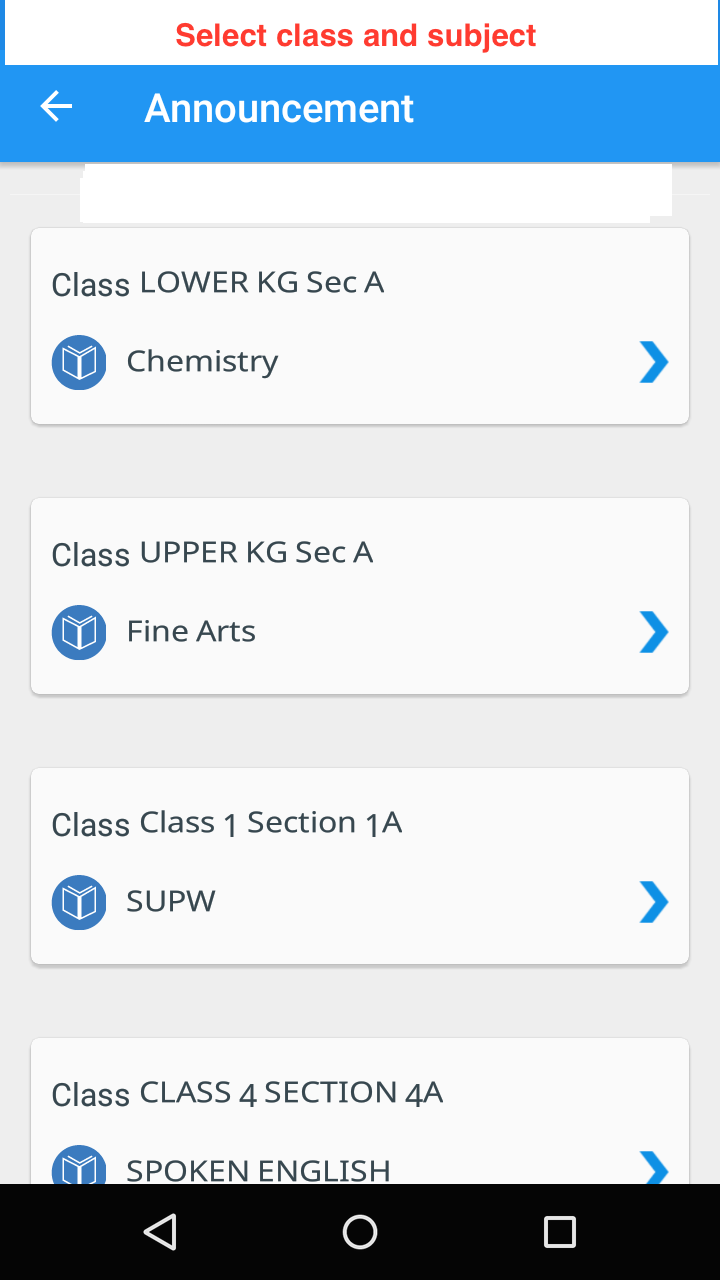 Select class and subject
Announcement
Class LOWER KG Sec A
Chemistry
Class UPPER KG Sec A
Fine Arts
Class Class 1 Section 1A
SUPW
Class CLASS 4 SECTION 4A
SPOKEN ENGLISH